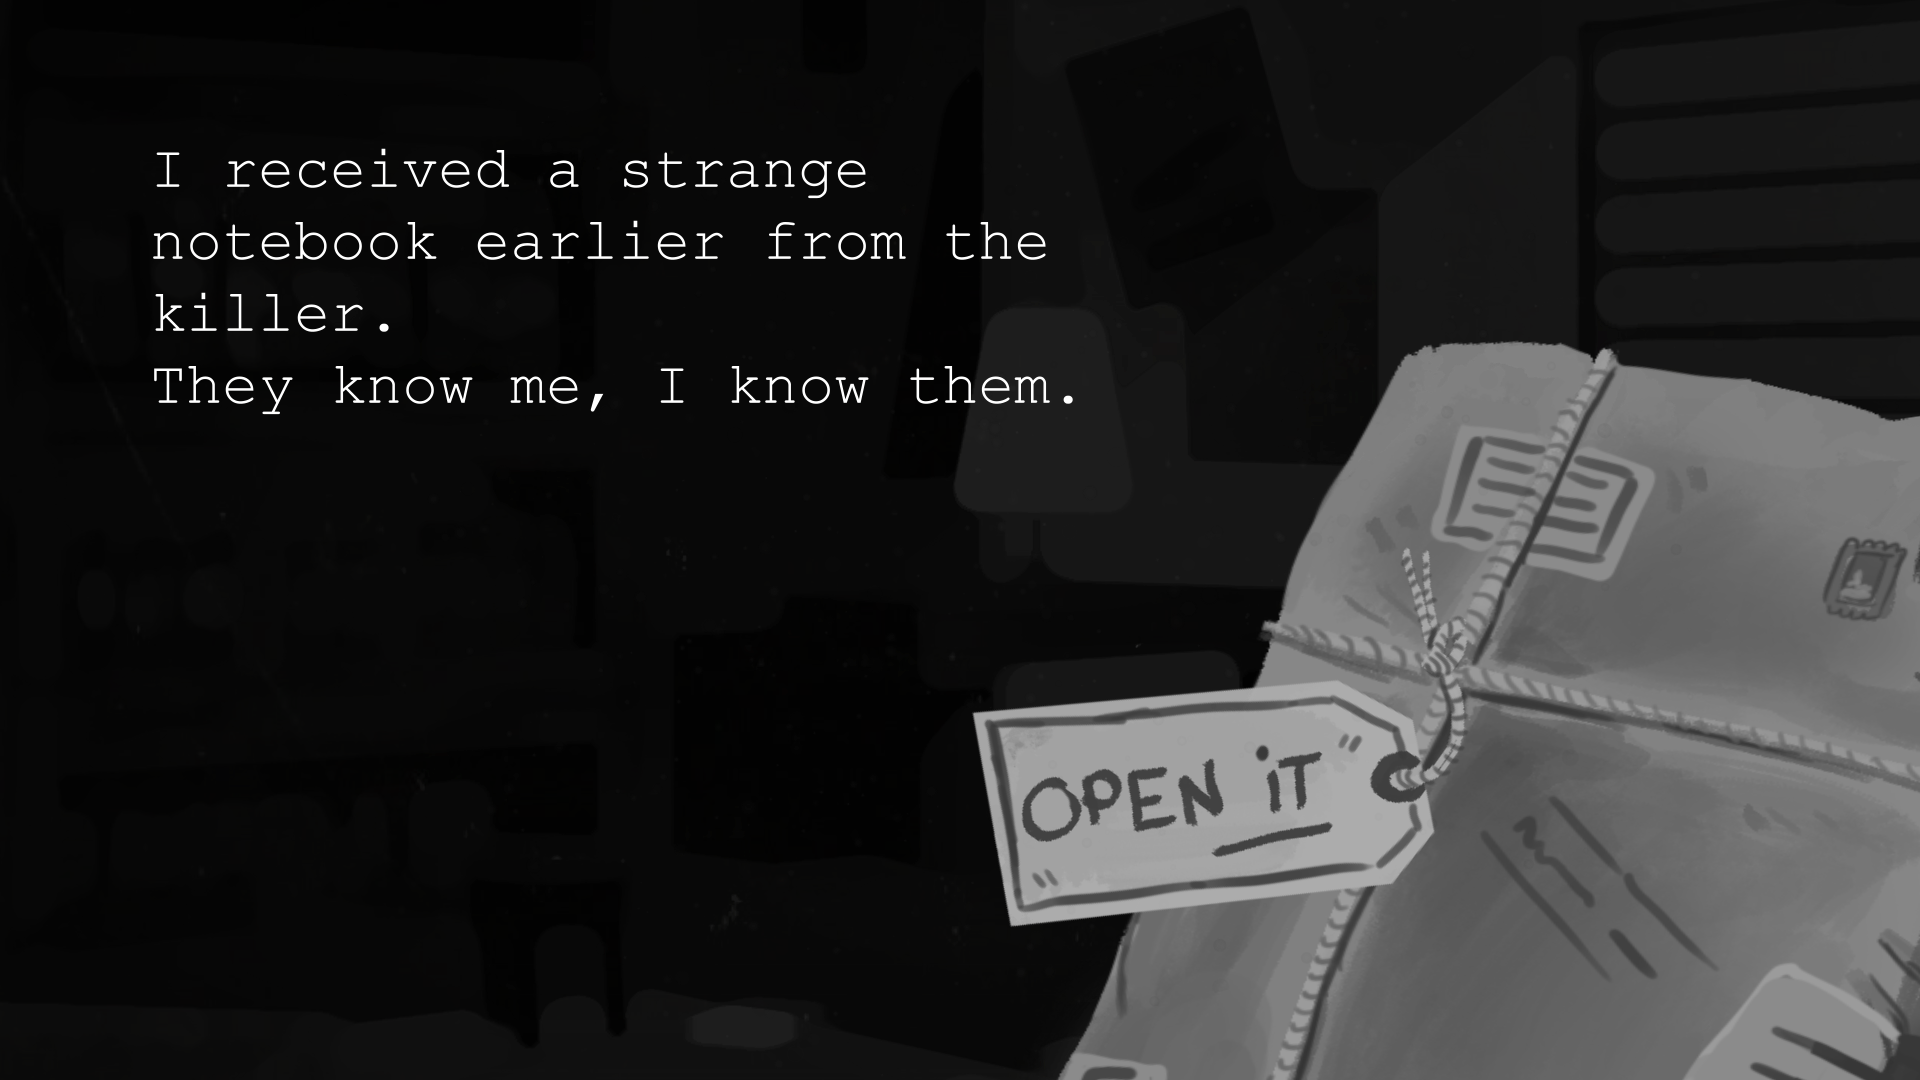 I received a strange
notebook earlier from the
killer.
They know me, I know them.
OPEN iT